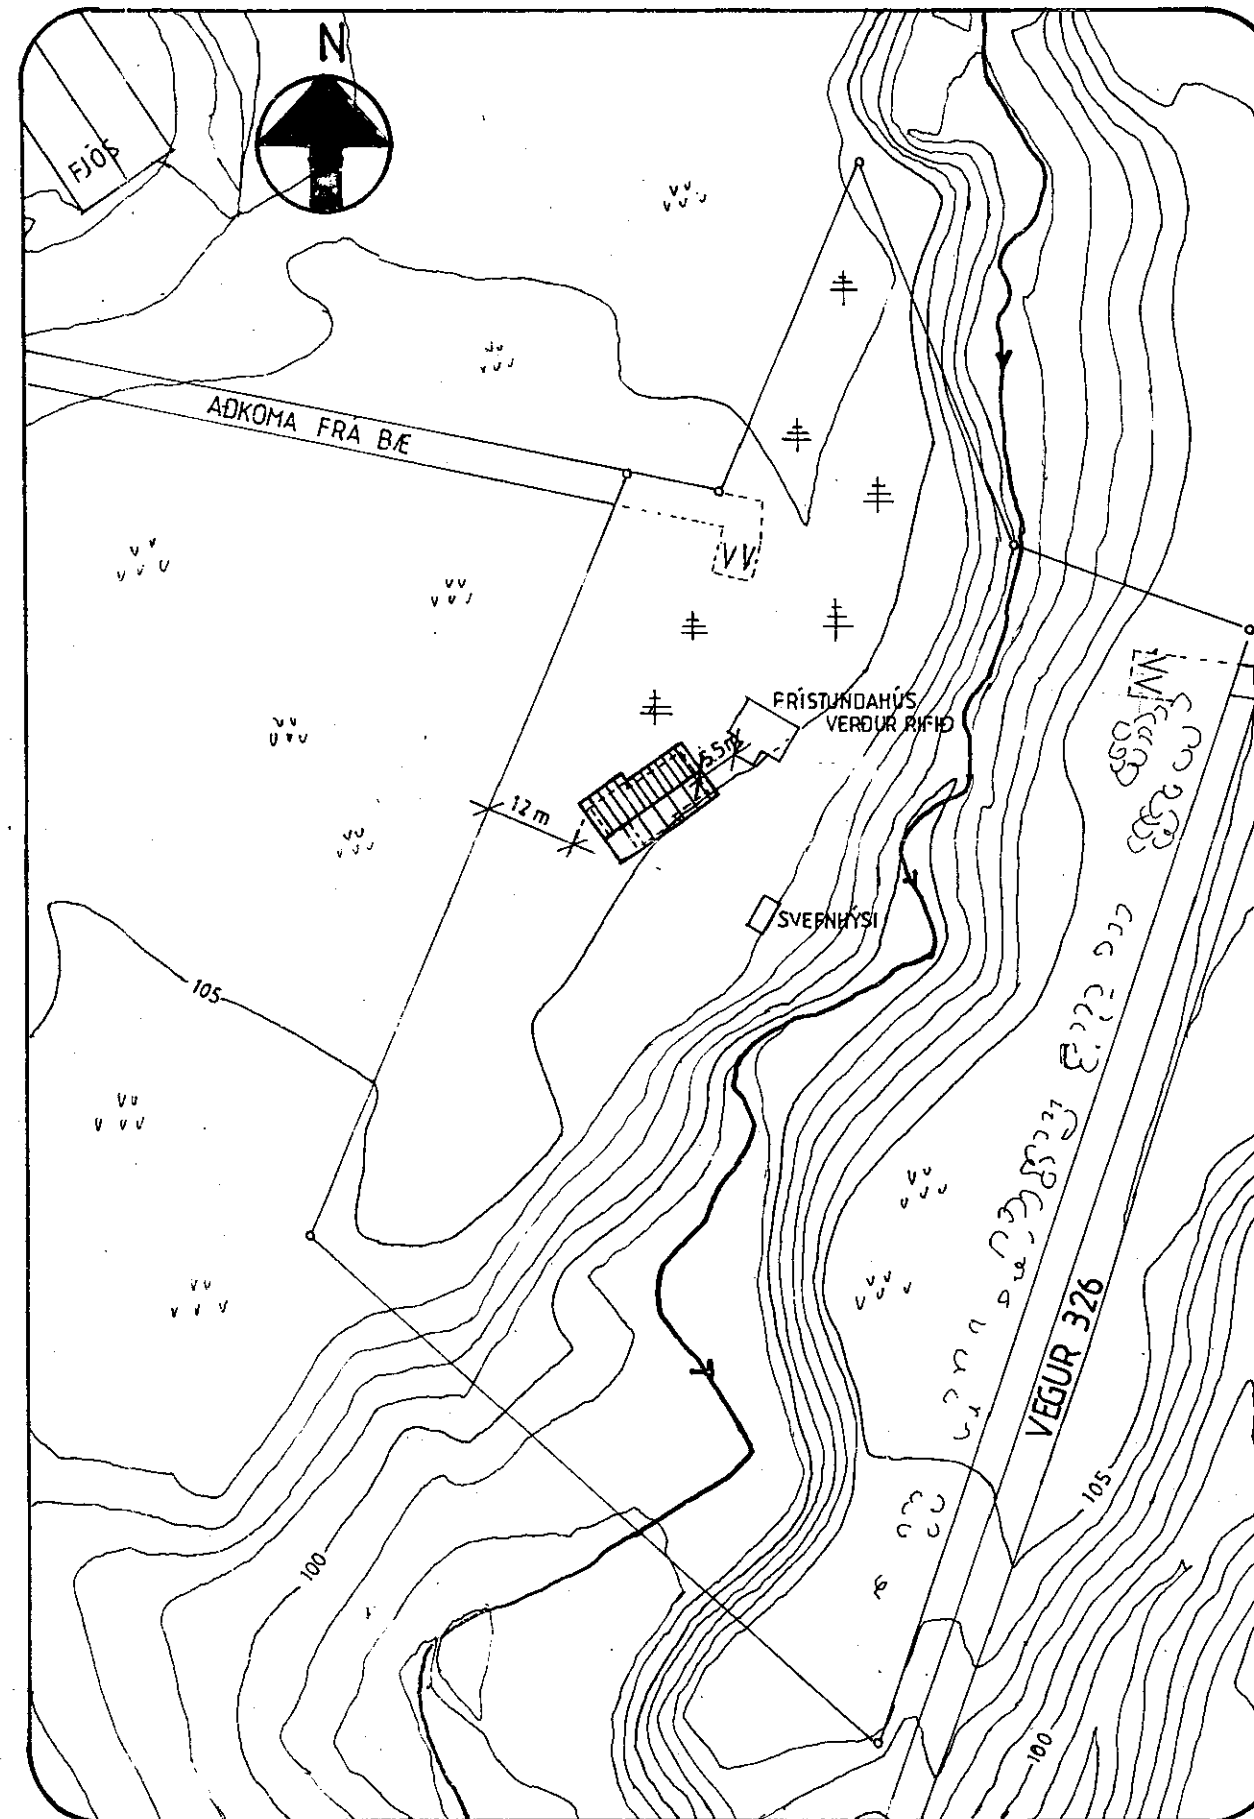 N
FJÓS
AÐKOMA FRÁ BÆ
VV
FRÍSTUNDAHÚS
VERÐUR RIFIÐ
VV
5.5m
12 m
SVEFNHÝSI
105
VEGUR 326
105
100
100